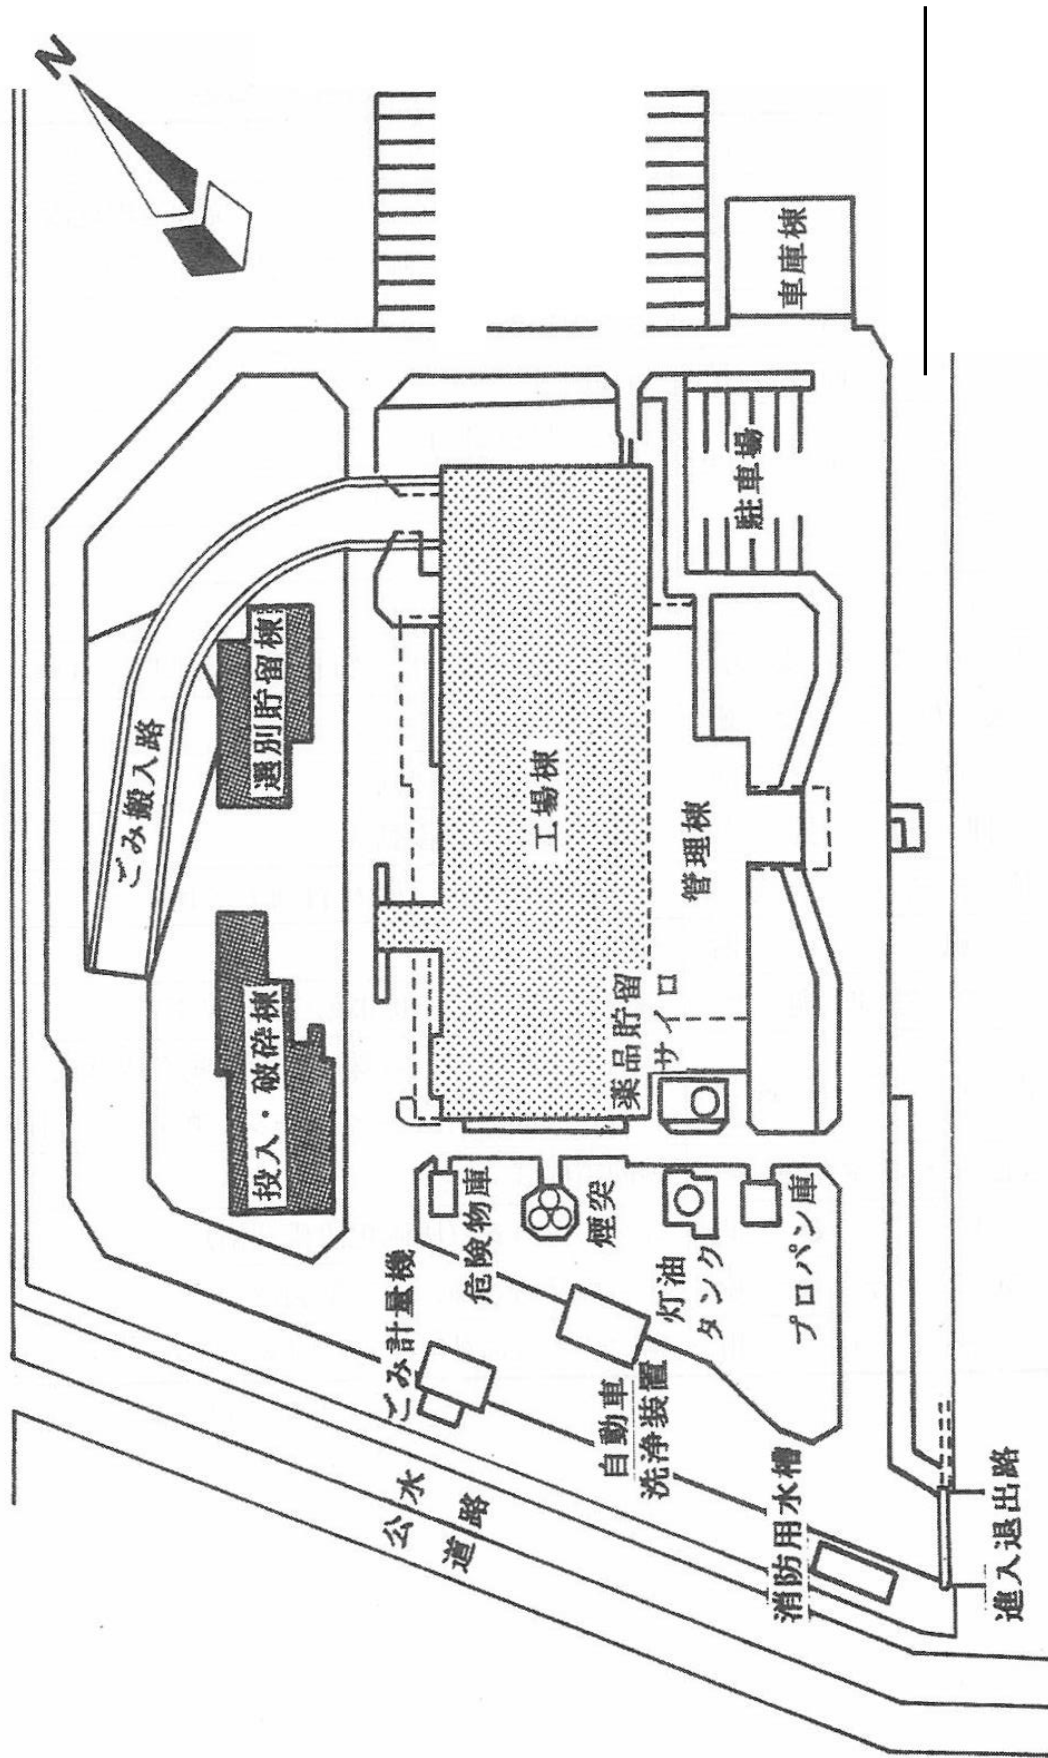 N
車庫棟
駐車場
選別貯留棟
ごみ搬入路
工場棟
管理棟
薬品貯留
サイロ
投入・破砕棟
危険物庫
煙突
灯油
タンク
プロパン庫
ごみ計量機
自動車
洗浄装置
消防用水槽
進入退出路
水路
公道